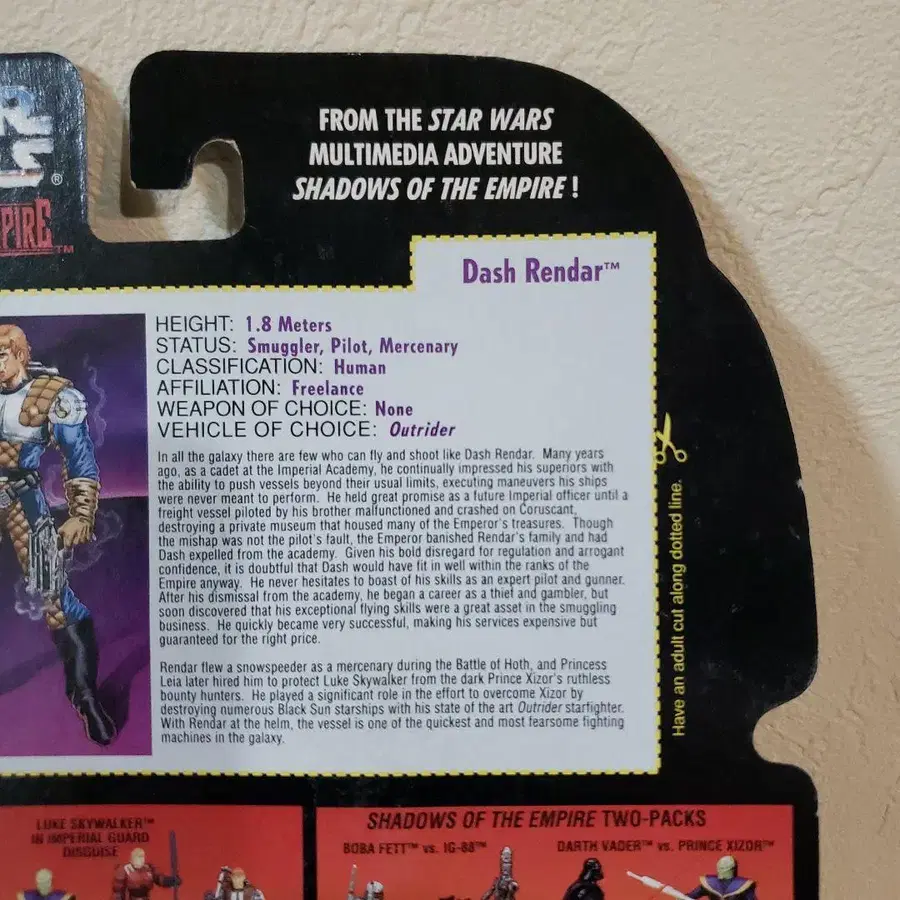 FROM THE STAR WARS
MULTIMEDIA ADVENTURE
SHADOWS OF THE EMPIRE !
®
™
Dash Rendar™
HEIGHT: 1.8 Meters
STATUS: Smuggler, Pilot, Mercenary
CLASSIFICATION: Human
AFFILIATION: Freelance
WEAPON OF CHOICE: None
VEHICLE OF CHOICE: Outrider
In all the galaxy there are few who can fly and shoot like Dash Rendar. Many years
ago, as a cadet at the Imperial Academy, he continually impressed his superiors with
the ability to push vessels beyond their usual limits, executing maneuvers his ships
were never meant to perform. He held great promise as a future Imperial officer until a
freight vessel piloted by his brother malfunctioned and crashed on Coruscant,
destroying a private museum that housed many of the Emperor's treasures. Though
the mishap was not the pilot's fault, the Emperor banished Rendar's family and had
Dash expelled from the academy. Given his bold disregard for regulation and arrogant
confidence, it is doubtful that Dash would have fit in well within the ranks of the
Empire anyway. He never hesitates to boast of his skills as an expert pilot and gunner.
After his dismissal from the academy, he began a career as a thief and gambler, but
soon discovered that his exceptional flying skills were a great asset in the smuggling
business. He quickly became very successful, making his services expensive but
guaranteed for the right price.
Rendar flew a snowspeeder as a mercenary during the Battle of Hoth, and Princess
Leia later hired him to protect Luke Skywalker from the dark Prince Xizor's ruthless
bounty hunters. He played a significant role in the effort to overcome Xizor by
destroying numerous Black Sun starships with his state of the art Outrider starfighter.
With Rendar at the helm, the vessel is one of the quickest and most fearsome fighting
machines in the galaxy.
Have an adult cut along dotted line.
LUKE SKYWALKER™
IN IMPERIAL GUARD
DISGUISE
SHADOWS OF THE EMPIRE TWO-PACKS
BOBA FETT™ vs. IG-88™
DARTH VADER™ vs. PRINCE XIZOR™